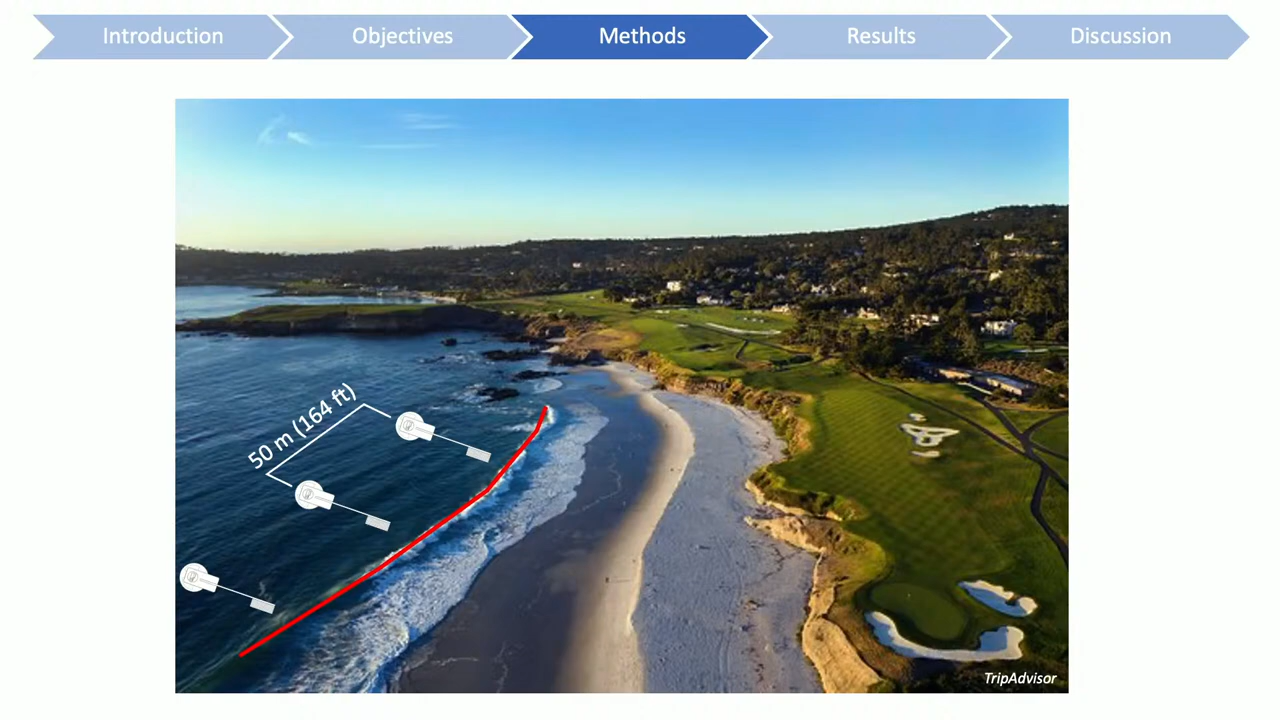 Introduction
Objectives
Methods
Results
Discussion
50 m (164 ft)
TripAdvisor